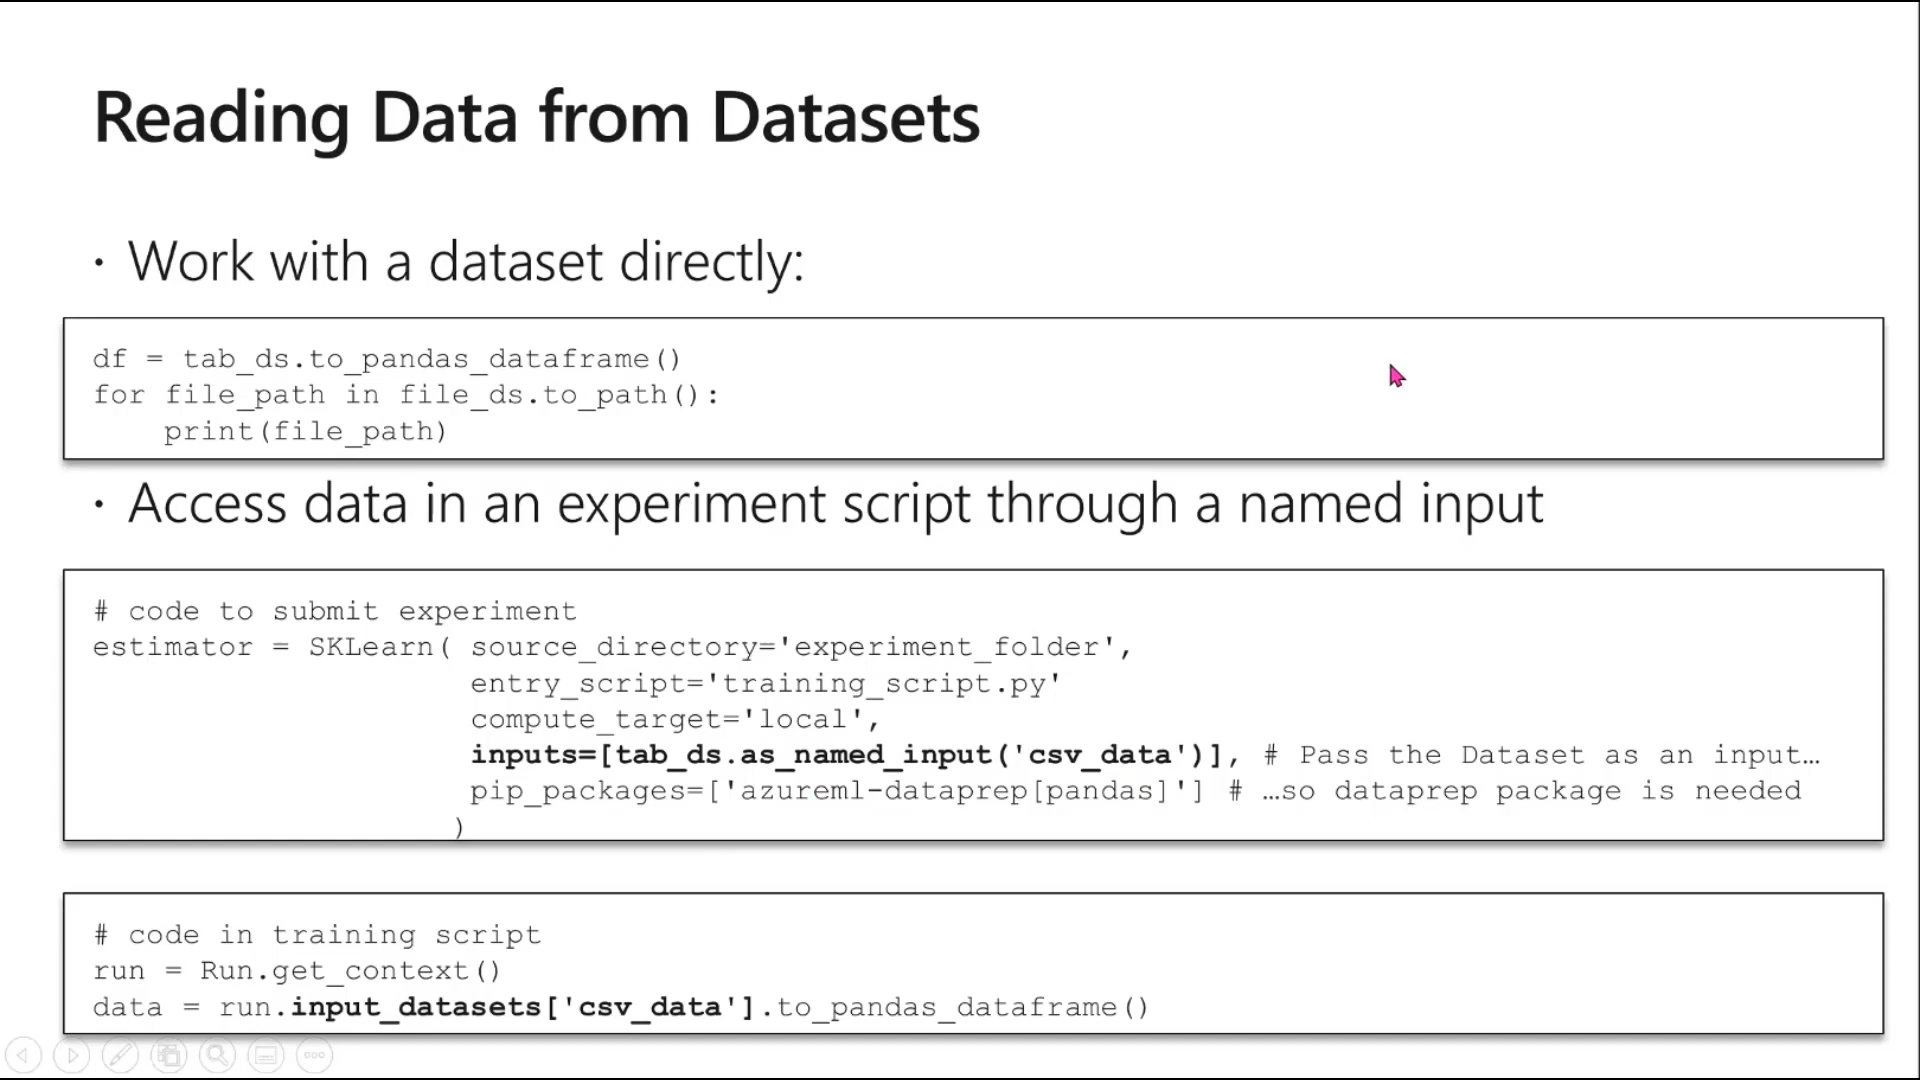 Reading Data from Datasets
• Work with a dataset directly:
df = tab_ds.to_pandas_dataframe()
for file_path in file_ds.to_path():
    print(file_path)
• Access data in an experiment script through a named input
# code to submit experiment
estimator = SKLearn( source_directory='experiment_folder',
                     entry_script='training_script.py'
                     compute_target='local',
                     inputs=[tab_ds.as_named_input('csv_data')], # Pass the Dataset as an input…
                     pip_packages=['azureml-dataprep[pandas]'] # …so dataprep package is needed
                    )
# code in training script
run = Run.get_context()
data = run.input_datasets['csv_data'].to_pandas_dataframe()